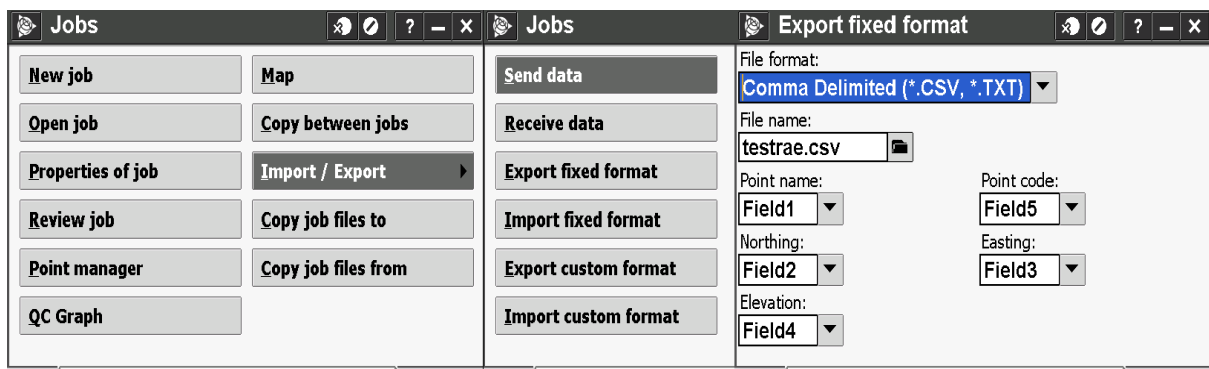 Jobs
? – ×
New job
Map
Open job
Copy between jobs
Properties of job
Import / Export
Review job
Copy job files to
Point manager
Copy job files from
QC Graph
Jobs
Send data
Receive data
Export fixed format
Import fixed format
Export custom format
Import custom format
Export fixed format
? – ×
File format:
Comma Delimited (*.CSV, *.TXT)
File name:
testrae.csv
Point name:
Point code:
Field1
Field5
Northing:
Easting:
Field2
Field3
Elevation:
Field4